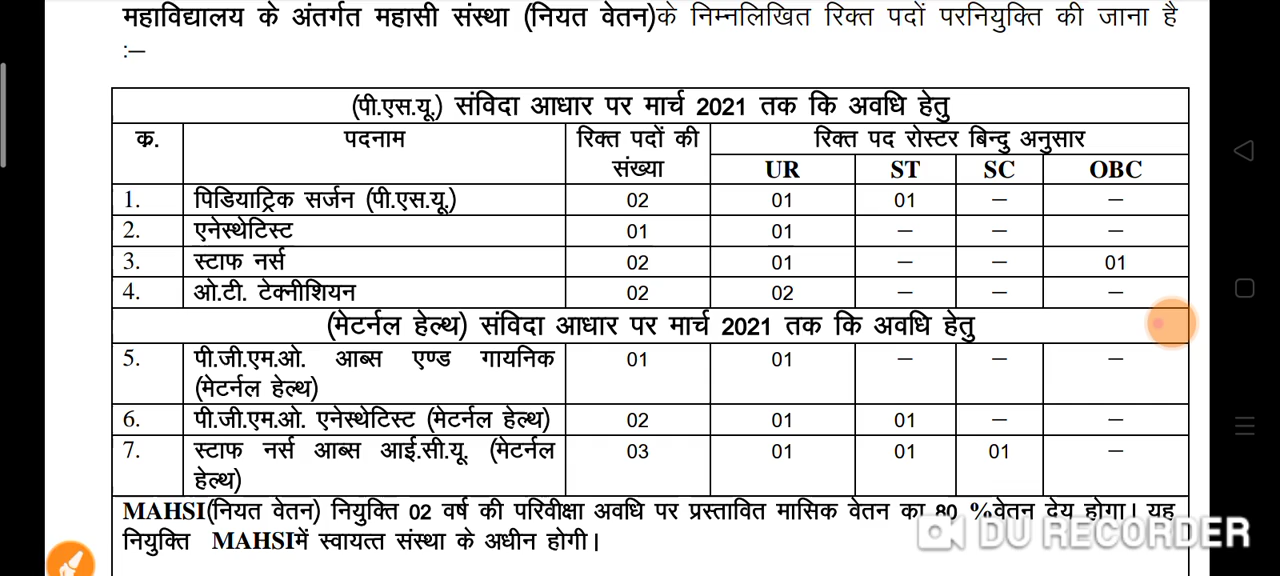 महाविद्यालय के अंतर्गत महासी संस्था (नियत वेतन)के निम्नलिखित रिक्त पदों परनियुक्ति की जाना है
:–
(पी.एस.यू.) संविदा आधार पर मार्च 2021 तक कि अवधि हेतु
क्र. पदनाम रिक्त पदों की संख्या रिक्त पद रोस्टर बिन्दु अनुसार
UR ST SC OBC
1. पिडियाट्रिक सर्जन (पी.एस.यू.) 02 01 01 – –
2. एनेस्थेटिस्ट 01 01 – – –
3. स्टाफ नर्स 02 01 – – 01
4. ओ.टी. टेक्नीशियन 02 02 – – –
(मेटर्नल हेल्थ) संविदा आधार पर मार्च 2021 तक कि अवधि हेतु
5. पी.जी.एम.ओ. आब्स एण्ड गायनिक 01 01 – – –
(मेटर्नल हेल्थ)
6. पी.जी.एम.ओ. एनेस्थेटिस्ट (मेटर्नल हेल्थ) 02 01 01 – –
7. स्टाफ नर्स आब्स आई.सी.यू. (मेटर्नल 03 01 01 01 –
हेल्थ)
MAHSI(नियत वेतन) नियुक्ति 02 वर्ष की परिवीक्षा अवधि पर प्रस्तावित मासिक वेतन का 80 %वेतन देय होगा। यह
नियुक्ति MAHSIमें स्वायत्त संस्था के अधीन होगी।
DU RECORDER